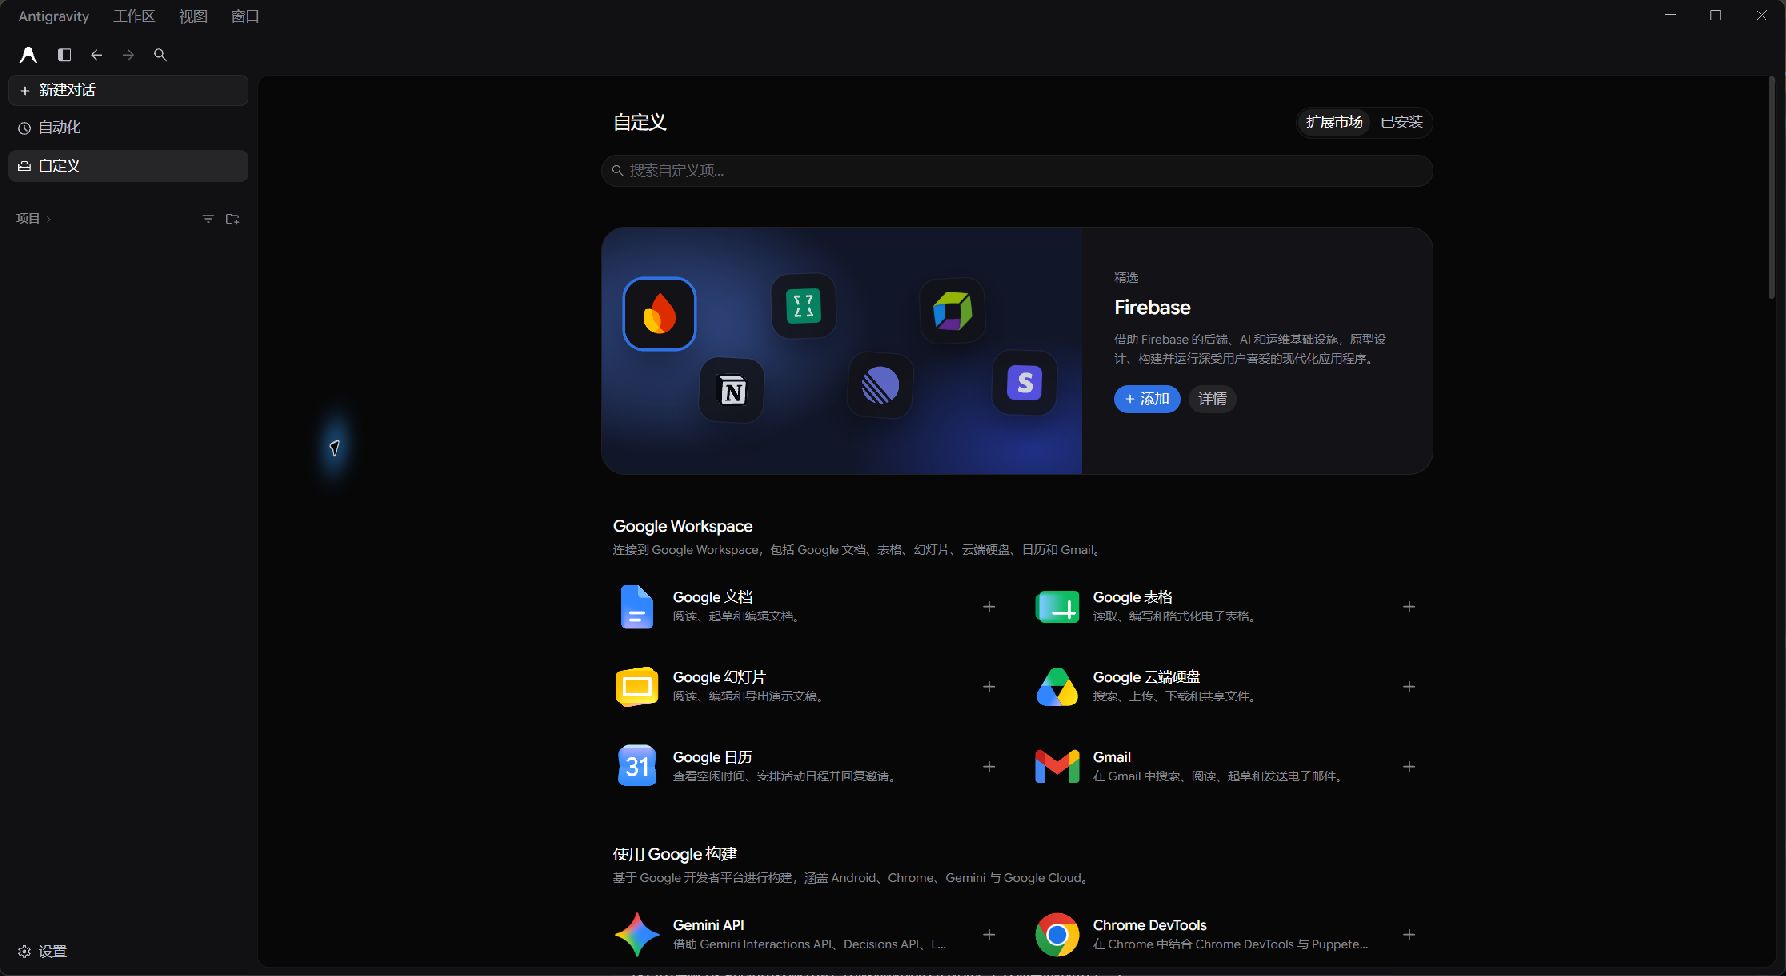 Antigravity 工作区 视图 窗口
新建对话
自动化
自定义
项目
自定义
扩展市场 已安装
搜索自定义项...
精选
Firebase
借助 Firebase 的后端、AI 和运维基础设施，原型设
计、构建并运行深受用户喜爱的现代化应用程序。
+ 添加 详情
Google Workspace
连接到 Google Workspace，包括 Google 文档、表格、幻灯片、云端硬盘、日历和 Gmail。
Google 文档
阅读、起草和编辑文档。
Google 表格
读取、编写和格式化电子表格。
Google 幻灯片
阅读、编辑和导出演示文稿。
Google 云端硬盘
搜索、上传、下载和共享文件。
31
Google 日历
查看空闲时间、安排活动日程并回复邀请。
Gmail
在 Gmail 中搜索、阅读、起草和发送电子邮件。
使用 Google 构建
基于 Google 开发者平台进行构建，涵盖 Android、Chrome、Gemini 与 Google Cloud。
Gemini API
借助 Gemini Interactions API、Decisions API、L...
Chrome DevTools
在 Chrome 中结合 Chrome DevTools 与 Puppete...
设置